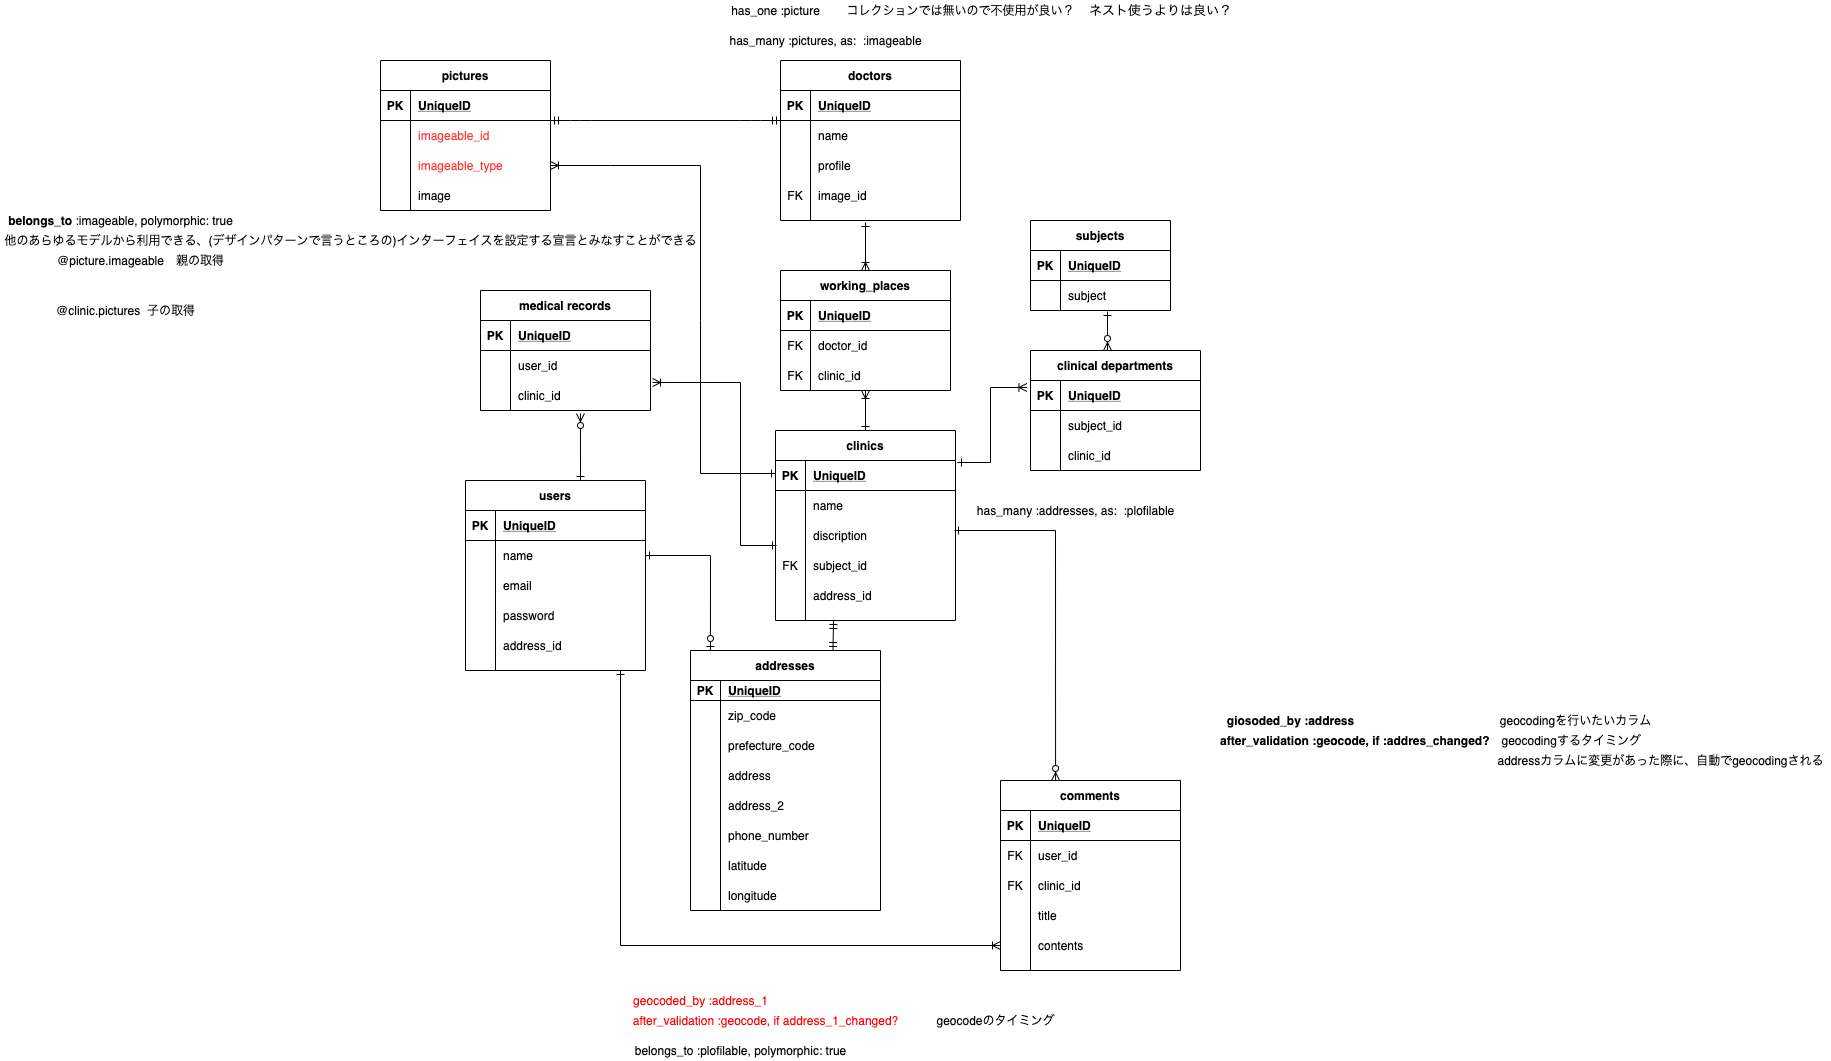 has_one :picture コレクションでは無いので不使用が良い？ ネスト使うよりは良い？
has_many :pictures, as: :imageable
pictures
PK UniqueID
imageable_id
imageable_type
image
doctors
PK UniqueID
name
profile
FK image_id
belongs_to :imageable, polymorphic: true
他のあらゆるモデルから利用できる、(デザインパターンで言うところの)インターフェイスを設定する宣言とみなすことができる
@picture.imageable 親の取得
@clinic.pictures 子の取得
subjects
PK UniqueID
subject
working_places
PK UniqueID
FK doctor_id
FK clinic_id
medical records
PK UniqueID
user_id
clinic_id
clinical departments
PK UniqueID
subject_id
clinic_id
clinics
PK UniqueID
name
discription
FK subject_id
address_id
users
PK UniqueID
name
email
password
address_id
has_many :addresses, as: :plofilable
addresses
PK UniqueID
zip_code
prefecture_code
address
address_2
phone_number
latitude
longitude
giosoded_by :address geocodingを行いたいカラム
after_validation :geocode, if :addres_changed? geocodingするタイミング
addressカラムに変更があった際に、自動でgeocodingされる
comments
PK UniqueID
FK user_id
FK clinic_id
title
contents
geocoded_by :address_1
after_validation :geocode, if address_1_changed? geocodeのタイミング
belongs_to :plofilable, polymorphic: true